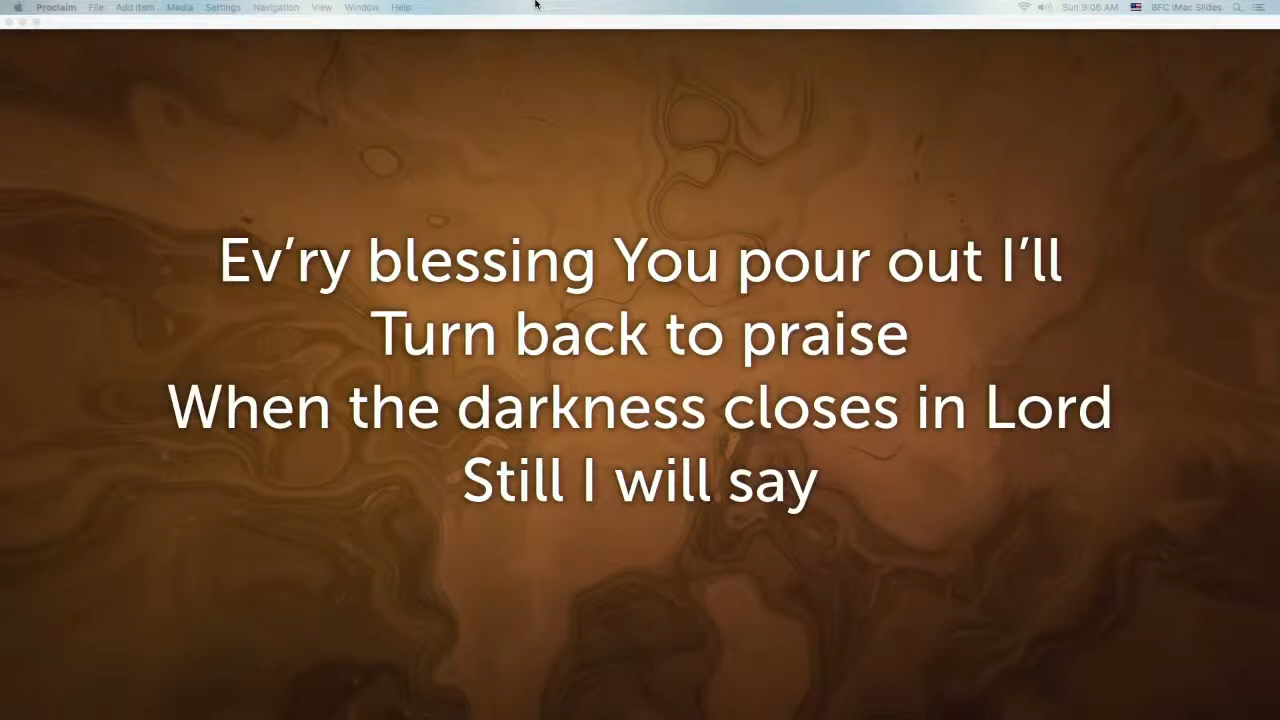 Proclaim File Add Item Media Settings Navigation View Window Help Sun 9:06 AM BFC iMac Slides
Ev’ry blessing You pour out I’ll
Turn back to praise
When the darkness closes in Lord
Still I will say